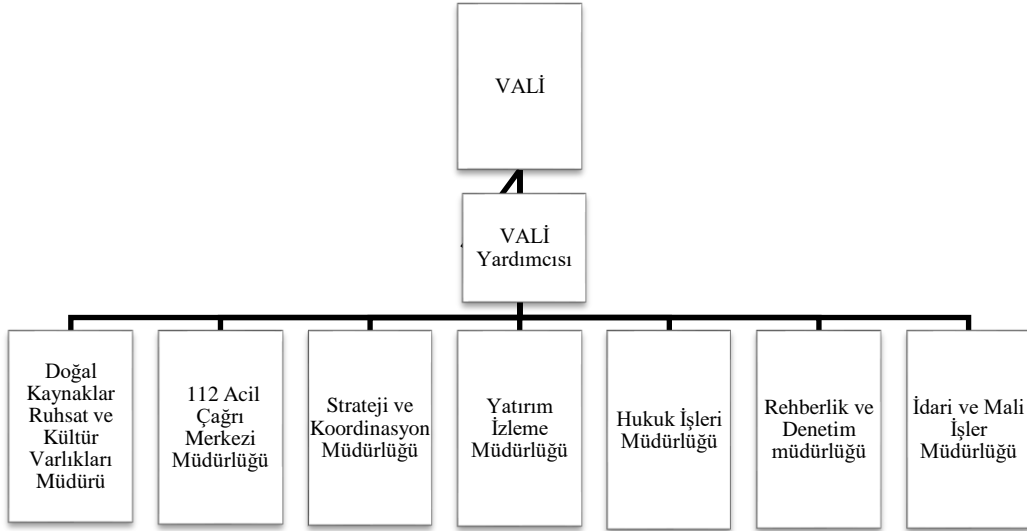 VALİ
VALİ
Yardımcısı
Doğal
Kaynaklar
Ruhsat ve
Kültür
Varlıkları
Müdürü
112 Acil
Çağrı
Merkezi
Müdürlüğü
Strateji ve
Koordinasyon
Müdürlüğü
Yatırım
İzleme
Müdürlüğü
Hukuk İşleri
Müdürlüğü
Rehberlik ve
Denetim
müdürlüğü
İdari ve Mali
İşler
Müdürlüğü